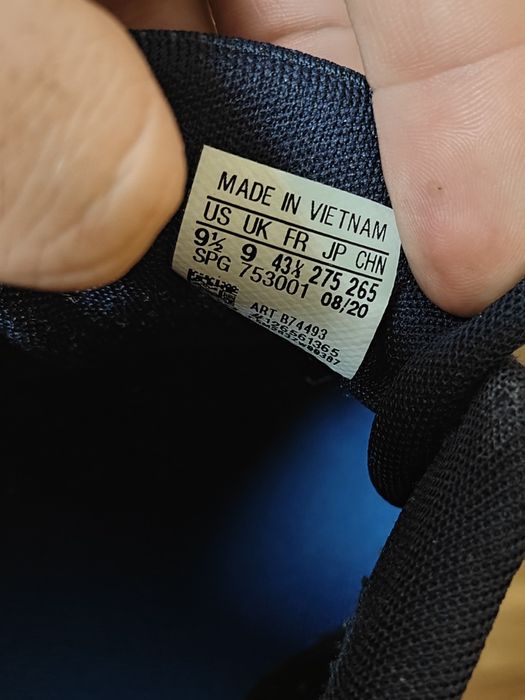 MADE IN VIETNAM
US UK FR JP CHN
9½ 9 43⅓ 275 265
SPG 753001 08/20
ART B74493